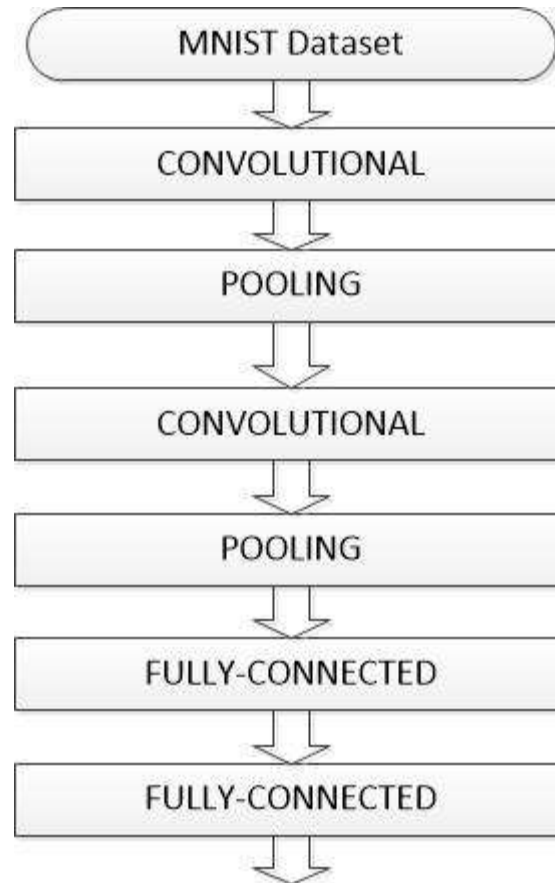 MNIST Dataset
CONVOLUTIONAL
POOLING
CONVOLUTIONAL
POOLING
FULLY-CONNECTED
FULLY-CONNECTED